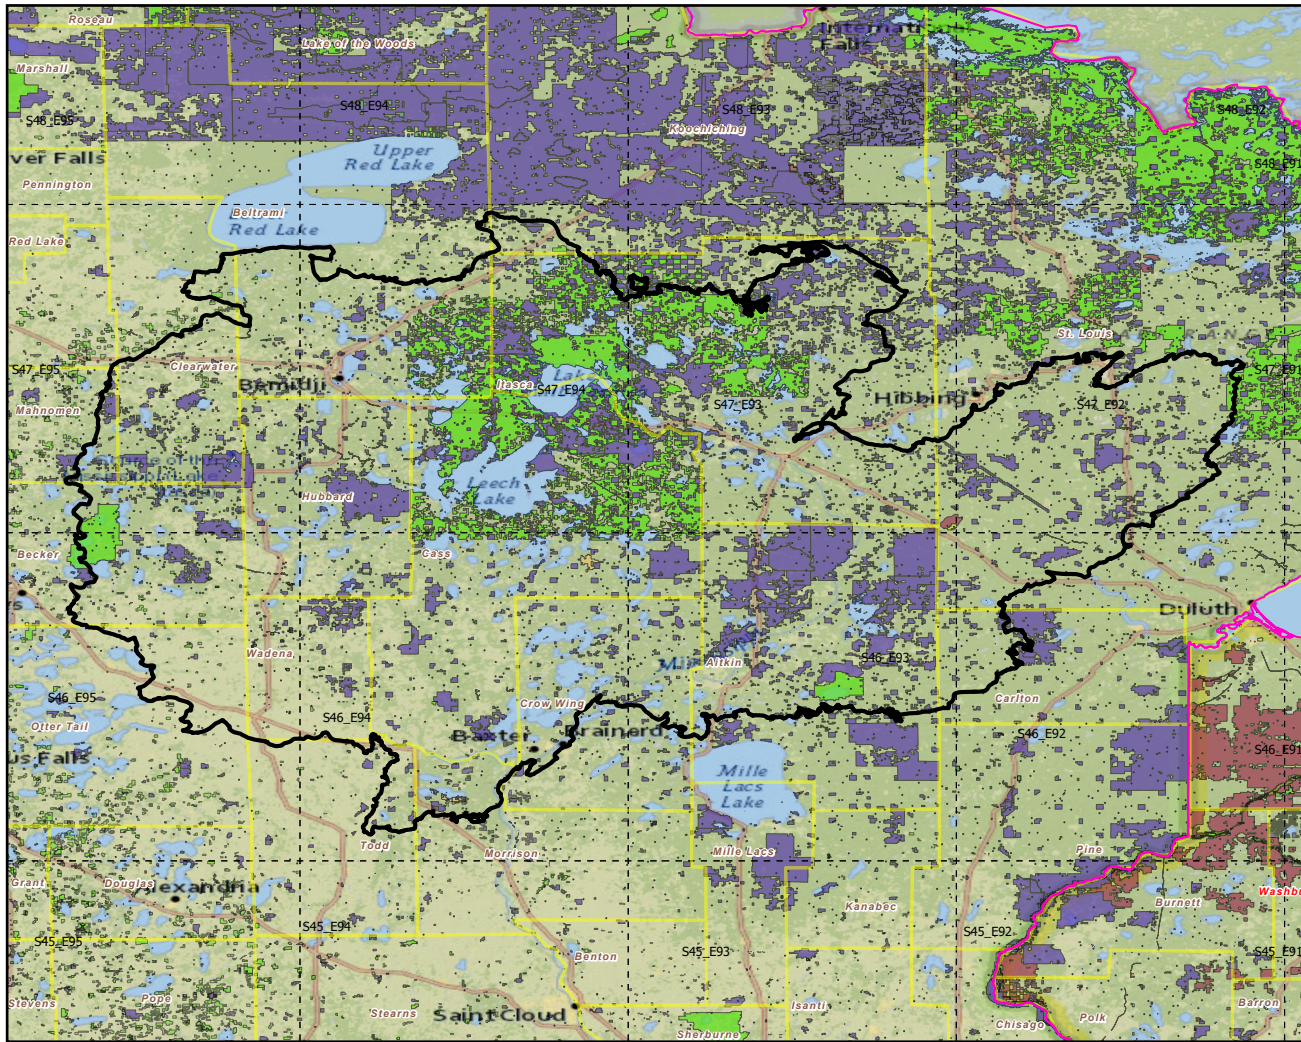 Roseau
Lake of the Woods
International
Falls
Marshall
S48_E94
S48_E93
S48_E92
S48_E95
Koochiching
Upper
Red Lake
ver Falls
S48_E91
Pennington
Beltrami
Red Lake
Red Lake
St. Louis
S47_E95
Clearwater
Bemidji
Itasca
S47_E94
S47_E91
Mahnomen
S47_E93
Hibbing
S47_E92
Leech
Lake
Hubbard
Becker
Cass
Duluth
Wadena
Aitkin
S46_E93
S46_E95
Otter Tail
S46_E94
Crow Wing
Carlton
Baxter
Brainerd
S46_E92
S46_E91
us Falls
Mille
Lacs
Lake
Todd
Morrison
Mille Lacs
Pine
Grant
Douglas
Alexandria
Kanabec
Burnett
Washbu
S45_E95
S45_E94
S45_E93
S45_E92
S45_E91
Benton
Stevens
Pope
Stearns
Saint Cloud
Isanti
Sherburne
Chisago
Polk
Barron